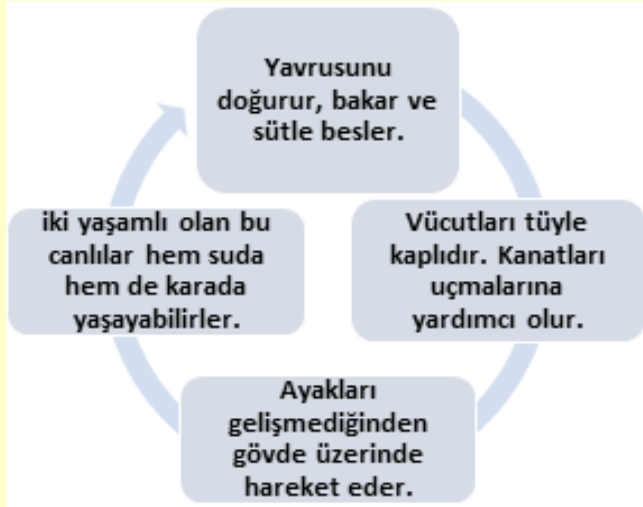 Yavrusunu
doğurur, bakar ve
sütle besler.
Vücutları tüyle
kaplıdır. Kanatları
uçmalarına
yardımcı olur.
Ayakları
gelişmediğinden
gövde üzerinde
hareket eder.
iki yaşamlı olan bu
canlılar hem suda
hem de karada
yaşayabilirler.